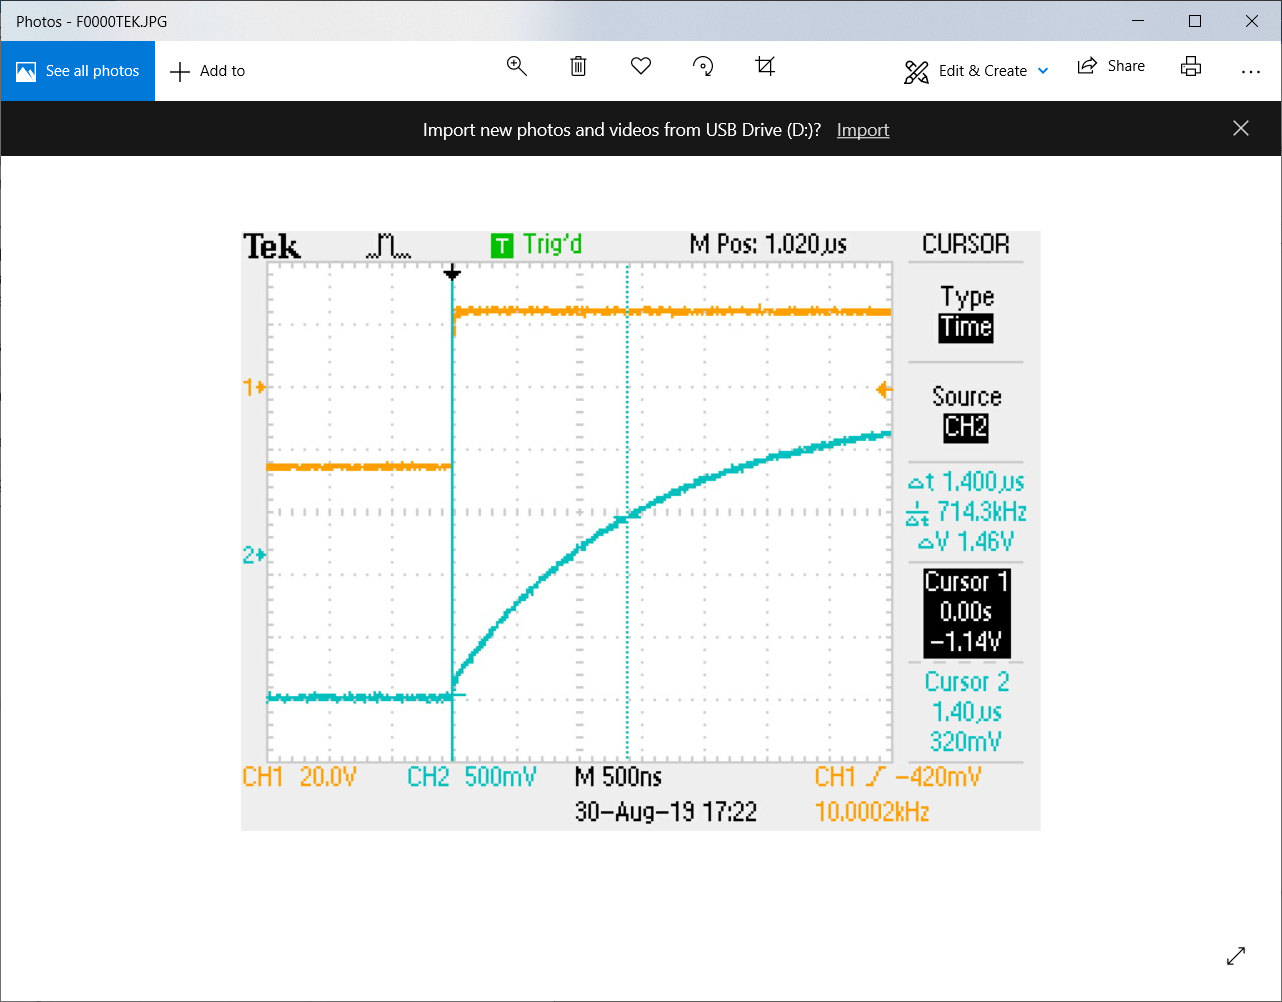 Photos - F0000TEK.JPG
See all photos
Add to
Edit & Create
Share
Import new photos and videos from USB Drive (D:)? Import
Tek T Trig'd M Pos: 1.020µs CURSOR
Type
Time
1
Source
CH2
Δt 1.400µs
1/Δt 714.3kHz
ΔV 1.46V
2
Cursor 1
0.00s
-1.14V
Cursor 2
1.40µs
320mV
CH1 20.0V CH2 500mV M 500ns CH1 -420mV
30-Aug-19 17:22 10.0002kHz